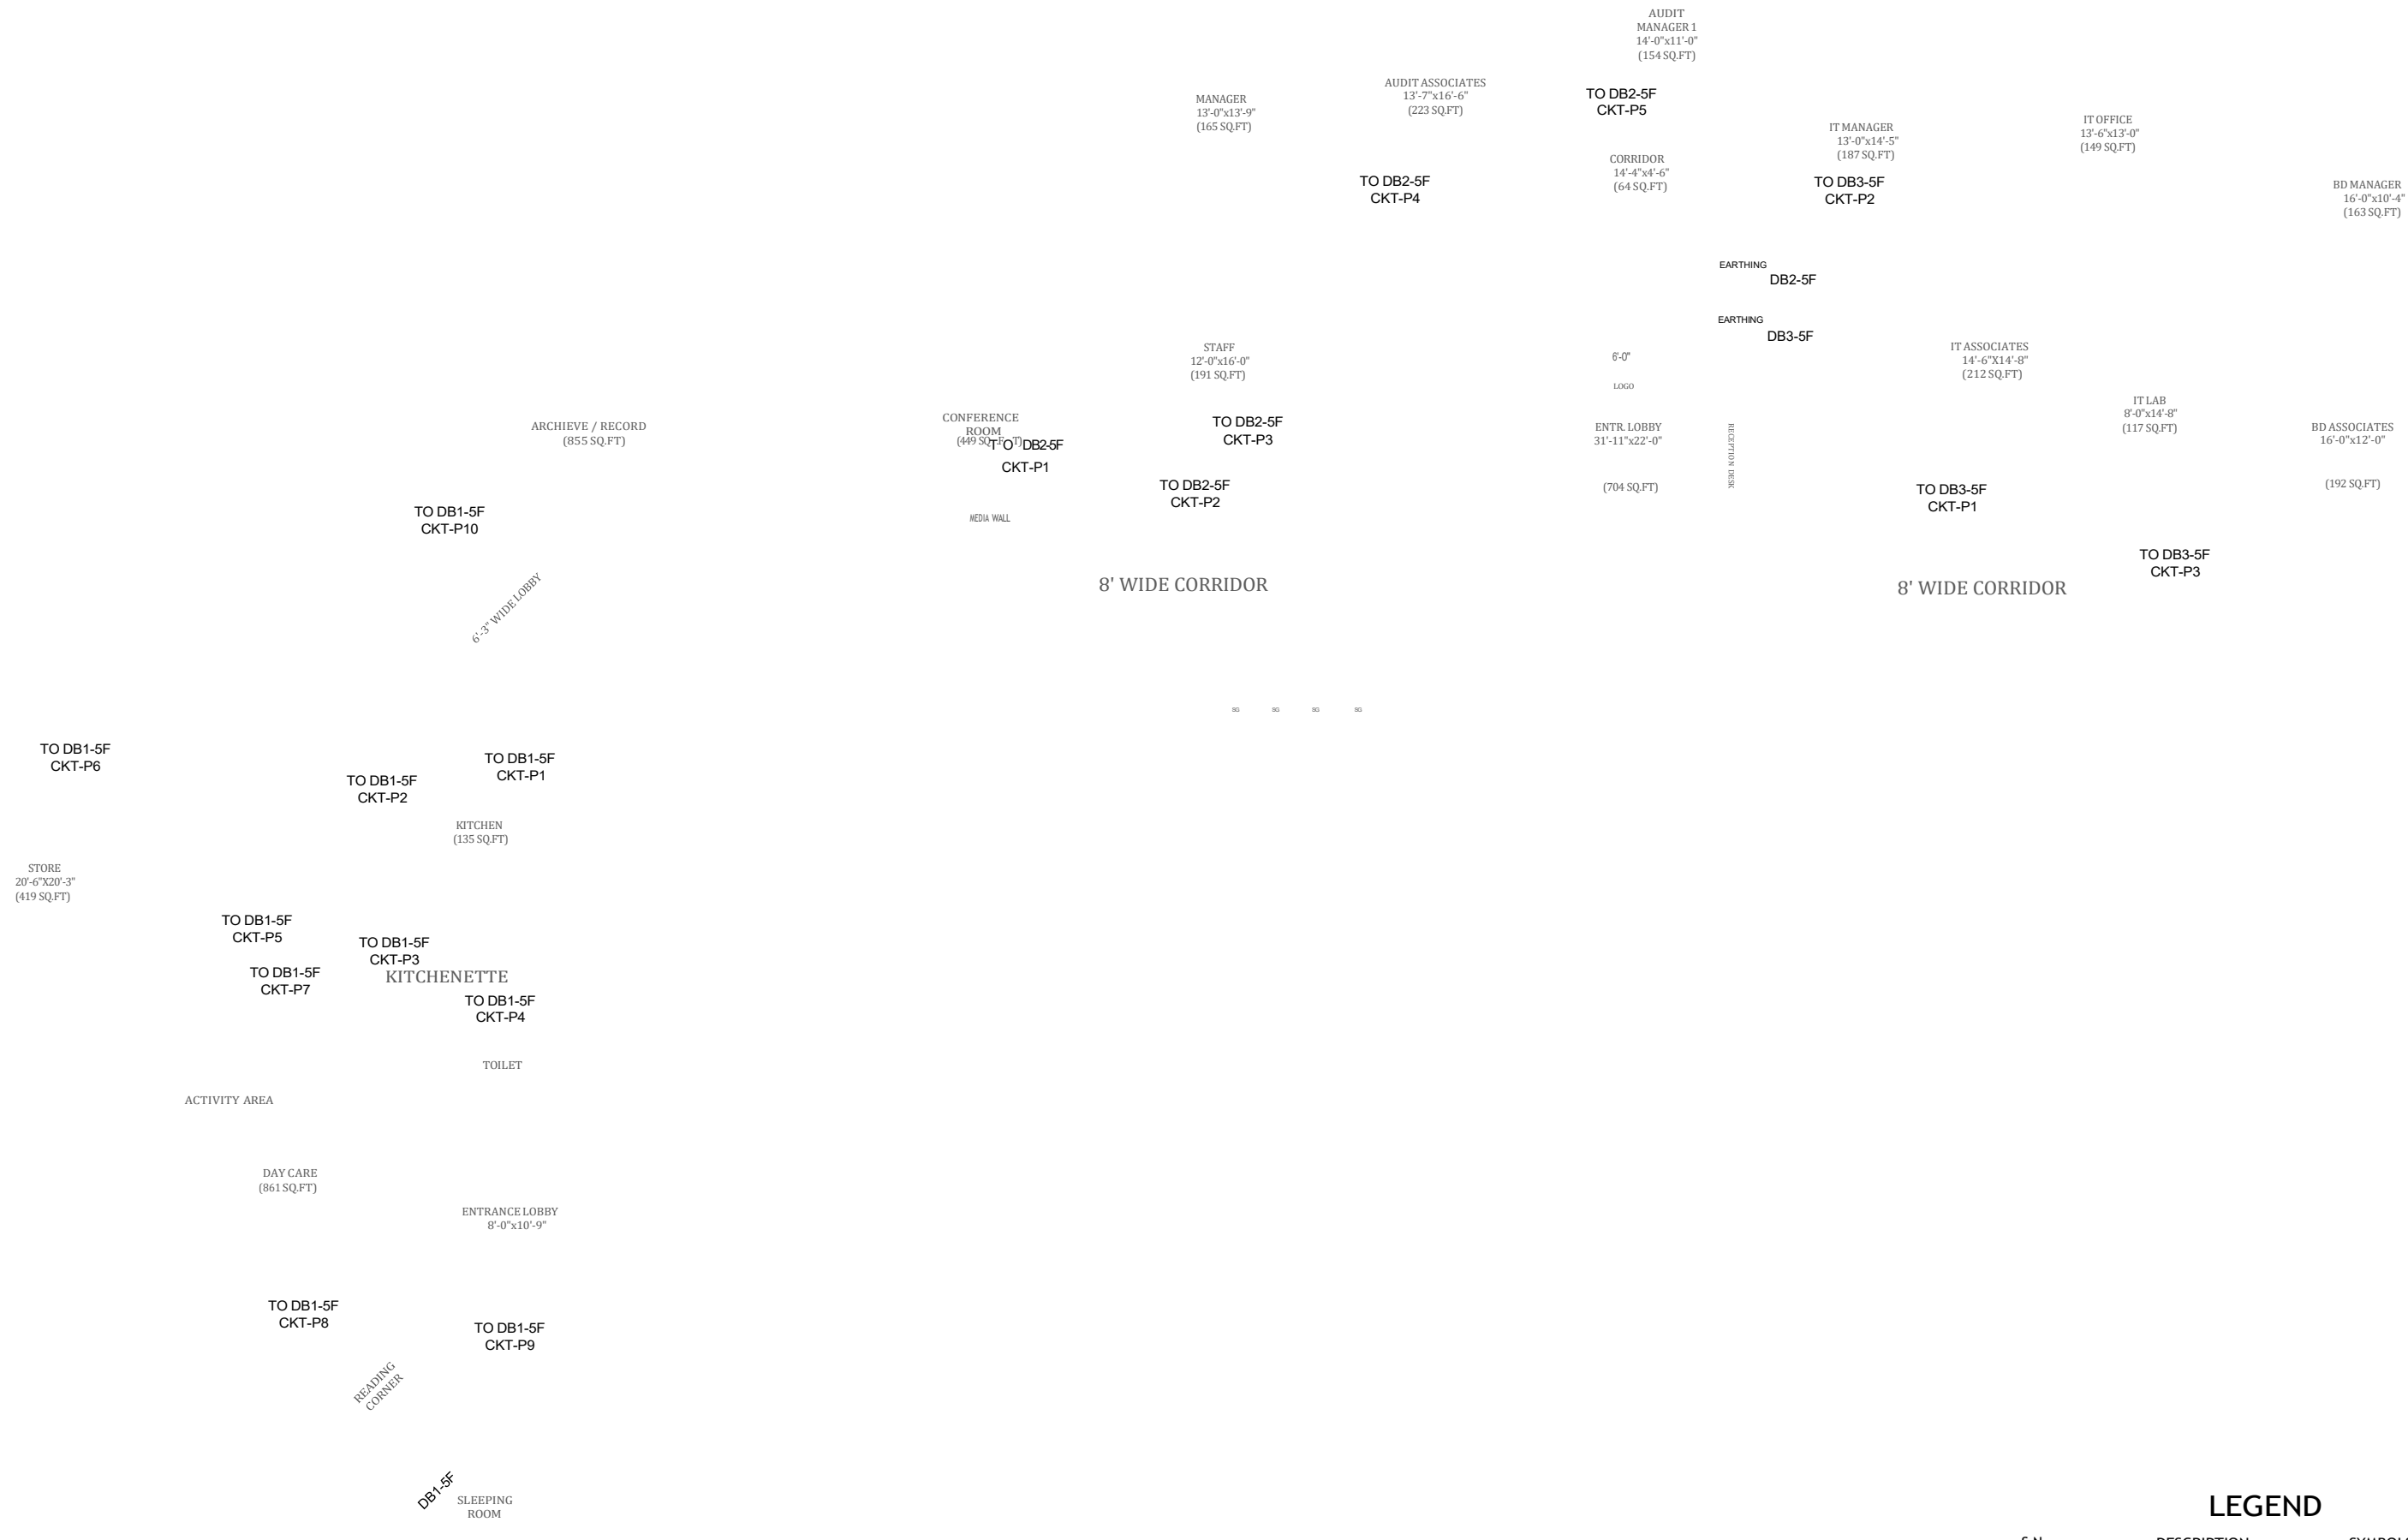 AUDIT
MANAGER 1
14'-0"x11'-0"
(154 SQ.FT)
AUDIT ASSOCIATES
13'-7"x16'-6"
(223 SQ.FT)
TO DB2-5F
CKT-P5
MANAGER
13'-0"x13'-9"
(165 SQ.FT)
IT MANAGER
13'-0"x14'-5"
(187 SQ.FT)
IT OFFICE
13'-6"x13'-0"
(149 SQ.FT)
CORRIDOR
14'-4"x4'-6"
(64 SQ.FT)
TO DB2-5F
CKT-P4
TO DB3-5F
CKT-P2
BD MANAGER
16'-0"x10'-4"
(163 SQ.FT)
EARTHING
DB2-5F
EARTHING
DB3-5F
STAFF
12'-0"x16'-0"
(191 SQ.FT)
6'-0"
LOGO
IT ASSOCIATES
14'-6"X14'-8"
(212 SQ.FT)
IT LAB
8'-0"x14'-8"
(117 SQ.FT)
ARCHIEVE / RECORD
(855 SQ.FT)
CONFERENCE
ROOM
(449 SQ.FT)
TO DB2-5F
CKT-P1
TO DB2-5F
CKT-P3
ENTR. LOBBY
31'-11"x22'-0"
(704 SQ.FT)
RECEPTION DESK
BD ASSOCIATES
16'-0"x12'-0"
(192 SQ.FT)
TO DB2-5F
CKT-P2
TO DB3-5F
CKT-P1
TO DB1-5F
CKT-P10
MEDIA WALL
TO DB3-5F
CKT-P3
8' WIDE CORRIDOR
8' WIDE CORRIDOR
6'-3" WIDE LOBBY
SG SG SG SG
TO DB1-5F
CKT-P6
TO DB1-5F
CKT-P1
TO DB1-5F
CKT-P2
KITCHEN
(135 SQ.FT)
STORE
20'-6"X20'-3"
(419 SQ.FT)
TO DB1-5F
CKT-P5
TO DB1-5F
CKT-P3
TO DB1-5F
CKT-P7
KITCHENETTE
TO DB1-5F
CKT-P4
TOILET
ACTIVITY AREA
DAY CARE
(861 SQ.FT)
ENTRANCE LOBBY
8'-0"x10'-9"
TO DB1-5F
CKT-P8
TO DB1-5F
CKT-P9
READING
CORNER
DB1-5F
SLEEPING
ROOM
LEGEND